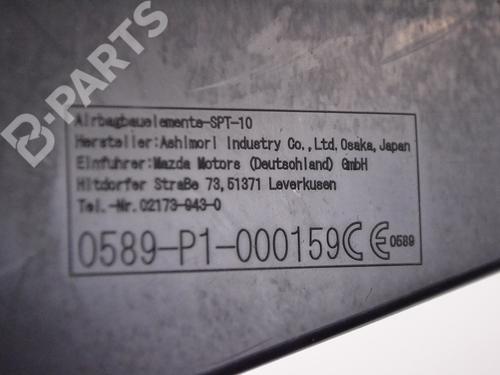 B-PARTS
Airbagbauelemente-SPT-10
Hersteller:Ashimori Industry Co.,Ltd.Osaka,Japan
Einfuhrer:Mazda Motors (Deutschland) GmbH
Hitdorfer Straße 73,51371 Leverkusen
Tel.-Nr.02173-943-0
0589-P1-000159 CE 0589